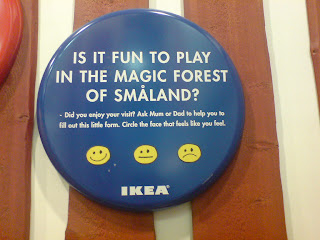 IS IT FUN TO PLAY
IN THE MAGIC FOREST
OF SMÅLAND?
- Did you enjoy your visit? Ask Mum or Dad to help you to
fill out this little form. Circle the face that feels like you feel.
IKEA